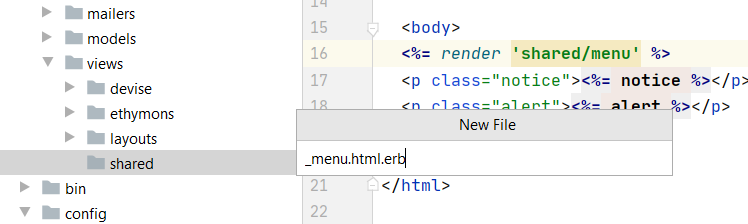 mailers
models
views
devise
ethymons
layouts
shared
bin
config
14
15 <body>
16 <%= render 'shared/menu' %>
17 <p class="notice"><%= notice %></p>
18 <p class="alert"><%= alert %></p>
New File
_menu.html.erb
21 </html>
22